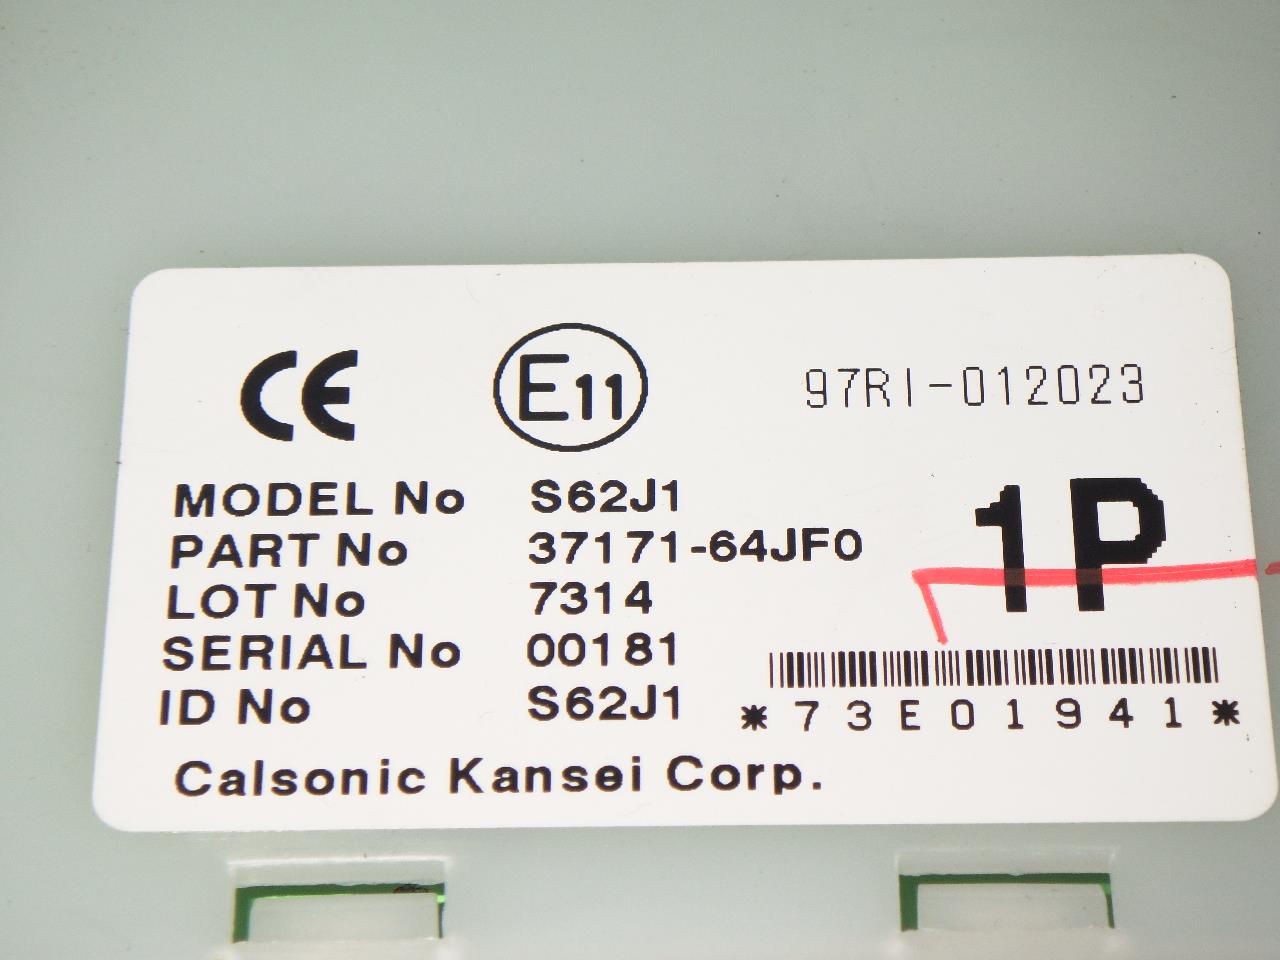 CE E11 97RI-012023
MODEL No S62J1
PART No 37171-64JF0
1P
LOT No 7314
SERIAL No 00181
ID No S62J1
*73E01941*
Calsonic Kansei Corp.